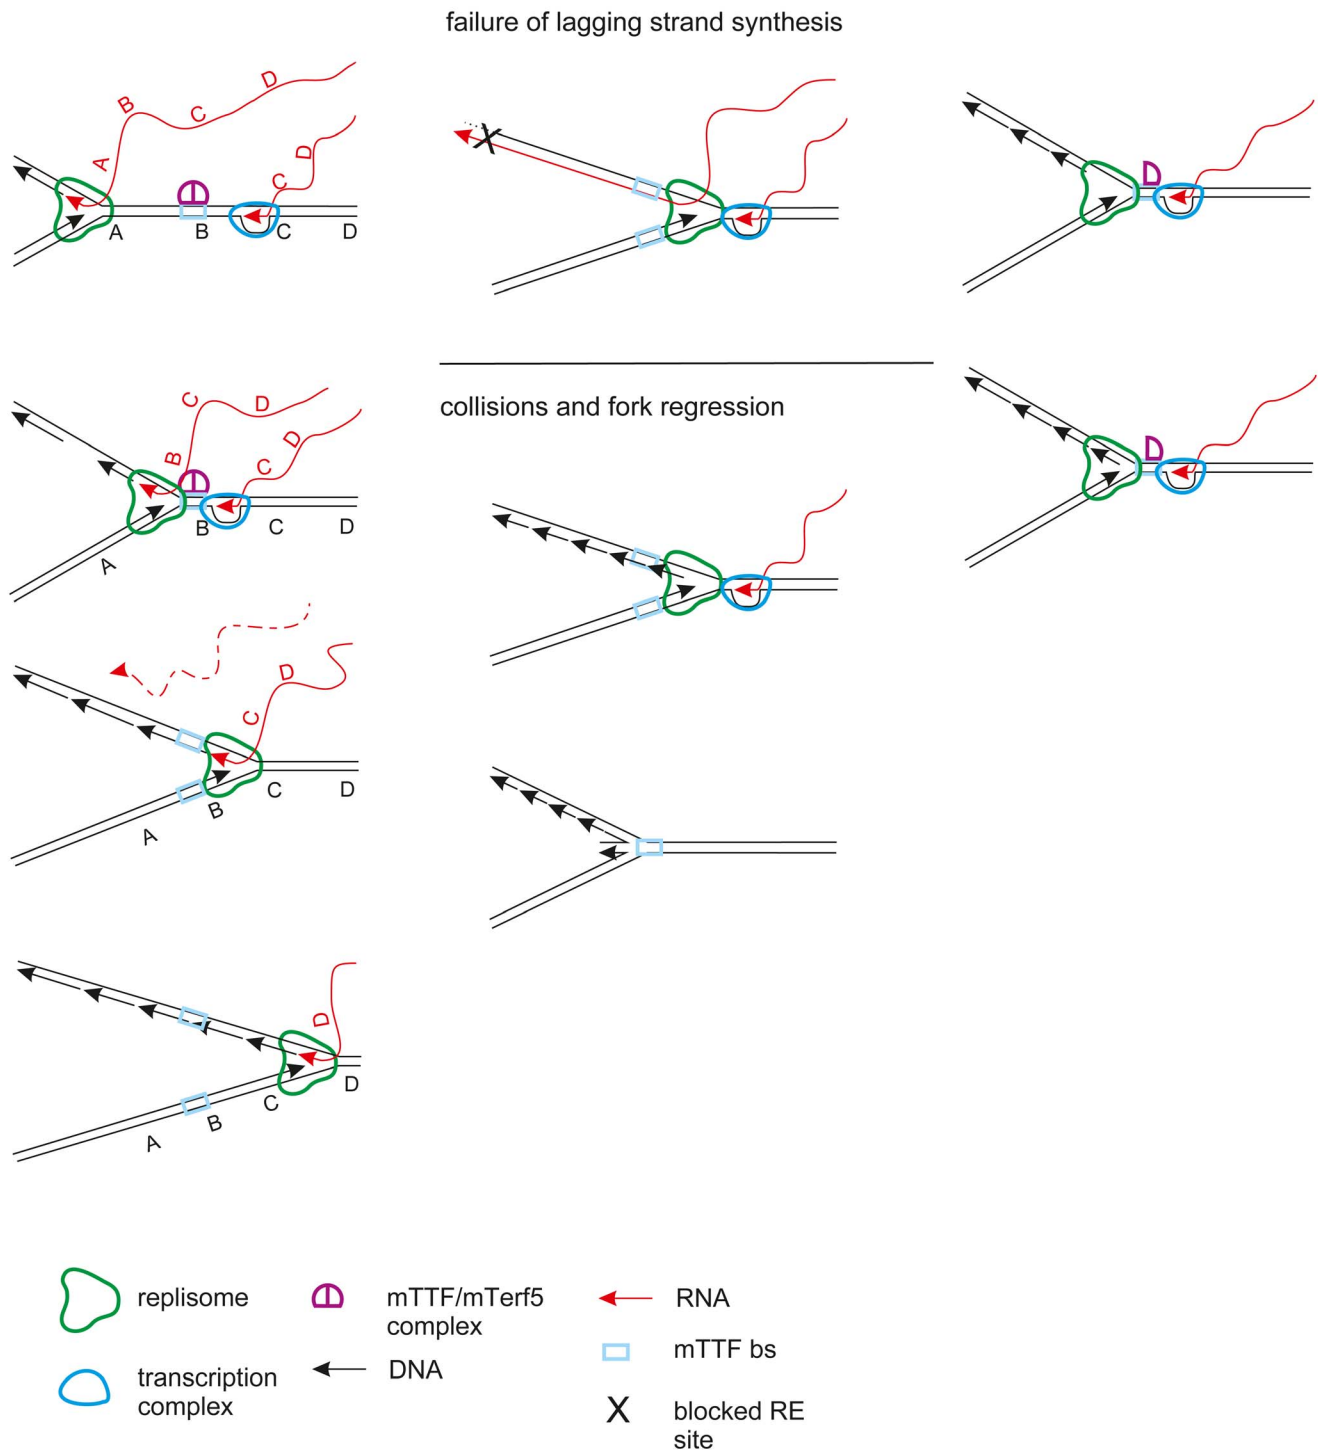 failure of lagging strand synthesis
A B C D
C D
A B C D
B C D
C D
A B C D
collisions and fork regression
C D
A B C D
D
A B C D
replisome
mTTF/mTerf5
complex
RNA
mTTF bs
DNA
transcription
complex
X
blocked RE
site